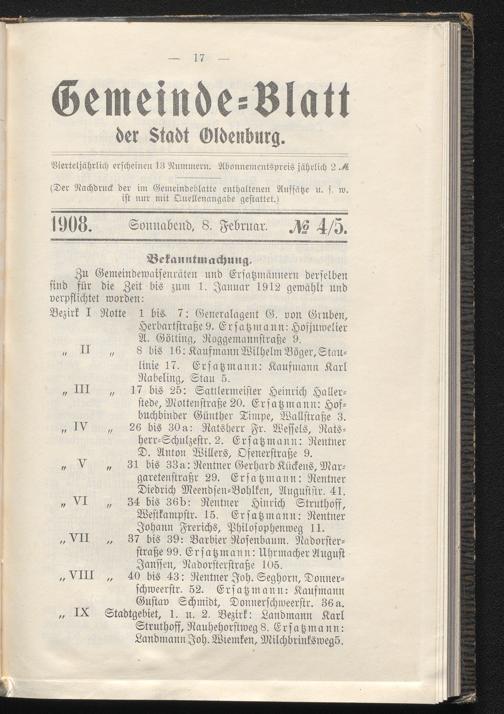 — 17 —
Gemeinde=Blatt
der Stadt Oldenburg.
Vierteljährlich erscheinen 13 Nummern. Abonnementspreis jährlich 2 ℳ
(Der Nachdruck der im Gemeindeblatte enthaltenen Aufsätze u. s. w.
ist nur mit Quellenangabe gestattet.)
1908. Sonnabend, 8. Februar. № 4/5.
Bekanntmachung.
Zu Gemeindewaisenräten und Ersatzmännern derselben
sind für die Zeit bis zum 1. Januar 1912 gewählt und
verpflichtet worden:
Bezirk I Rotte 1 bis 7: Generalagent G. von Gruben,
Herbartstraße 9. Ersatzmann: Hofjuwelier
A. Götting, Roggemannstraße 9.
„ II „ 8 bis 16: Kaufmann Wilhelm Böger, Stau-
linie 17. Ersatzmann: Kaufmann Karl
Nabeling, Stau 5.
„ III „ 17 bis 25: Sattlermeister Heinrich Haller-
stede, Mottenstraße 20. Ersatzmann: Hof-
buchbinder Günther Timpe, Wallstraße 3.
„ IV „ 26 bis 30a: Ratsherr Fr. Wessels, Rats-
herr-Schulzestr. 2. Ersatzmann: Rentner
D. Anton Willers, Ofenerstraße 9.
„ V „ 31 bis 33a: Rentner Gerhard Kückens, Mar-
garetenstraßr 29. Ersatzmann: Rentner
Diedrich Meendsen-Bohlken, Auguststr. 41.
„ VI „ 34 bis 36b: Rentner Hinrich Struthoff,
Westkampstr. 15. Ersatzmann: Rentner
Johann Frerichs, Philosophenweg 11.
„ VII „ 37 bis 39: Barbier Rosenbaum. Nadorster-
straße 99. Ersatzmann: Uhrmacher August
Janssen, Nadorsterstraße 105.
„ VIII „ 40 bis 43: Rentner Joh. Seghorn, Donner-
schweerstr. 52. Ersatzmann: Kaufmann
Gustav Schmidt, Donnerschweerstr. 36a.
„ IX Stadtgebiet, 1. u. 2. Bezirk: Landmann Karl
Struthoff, Rauhehorstweg 8. Ersatzmann:
Landmann Joh. Wiemken, Milchbrinksweg 5.